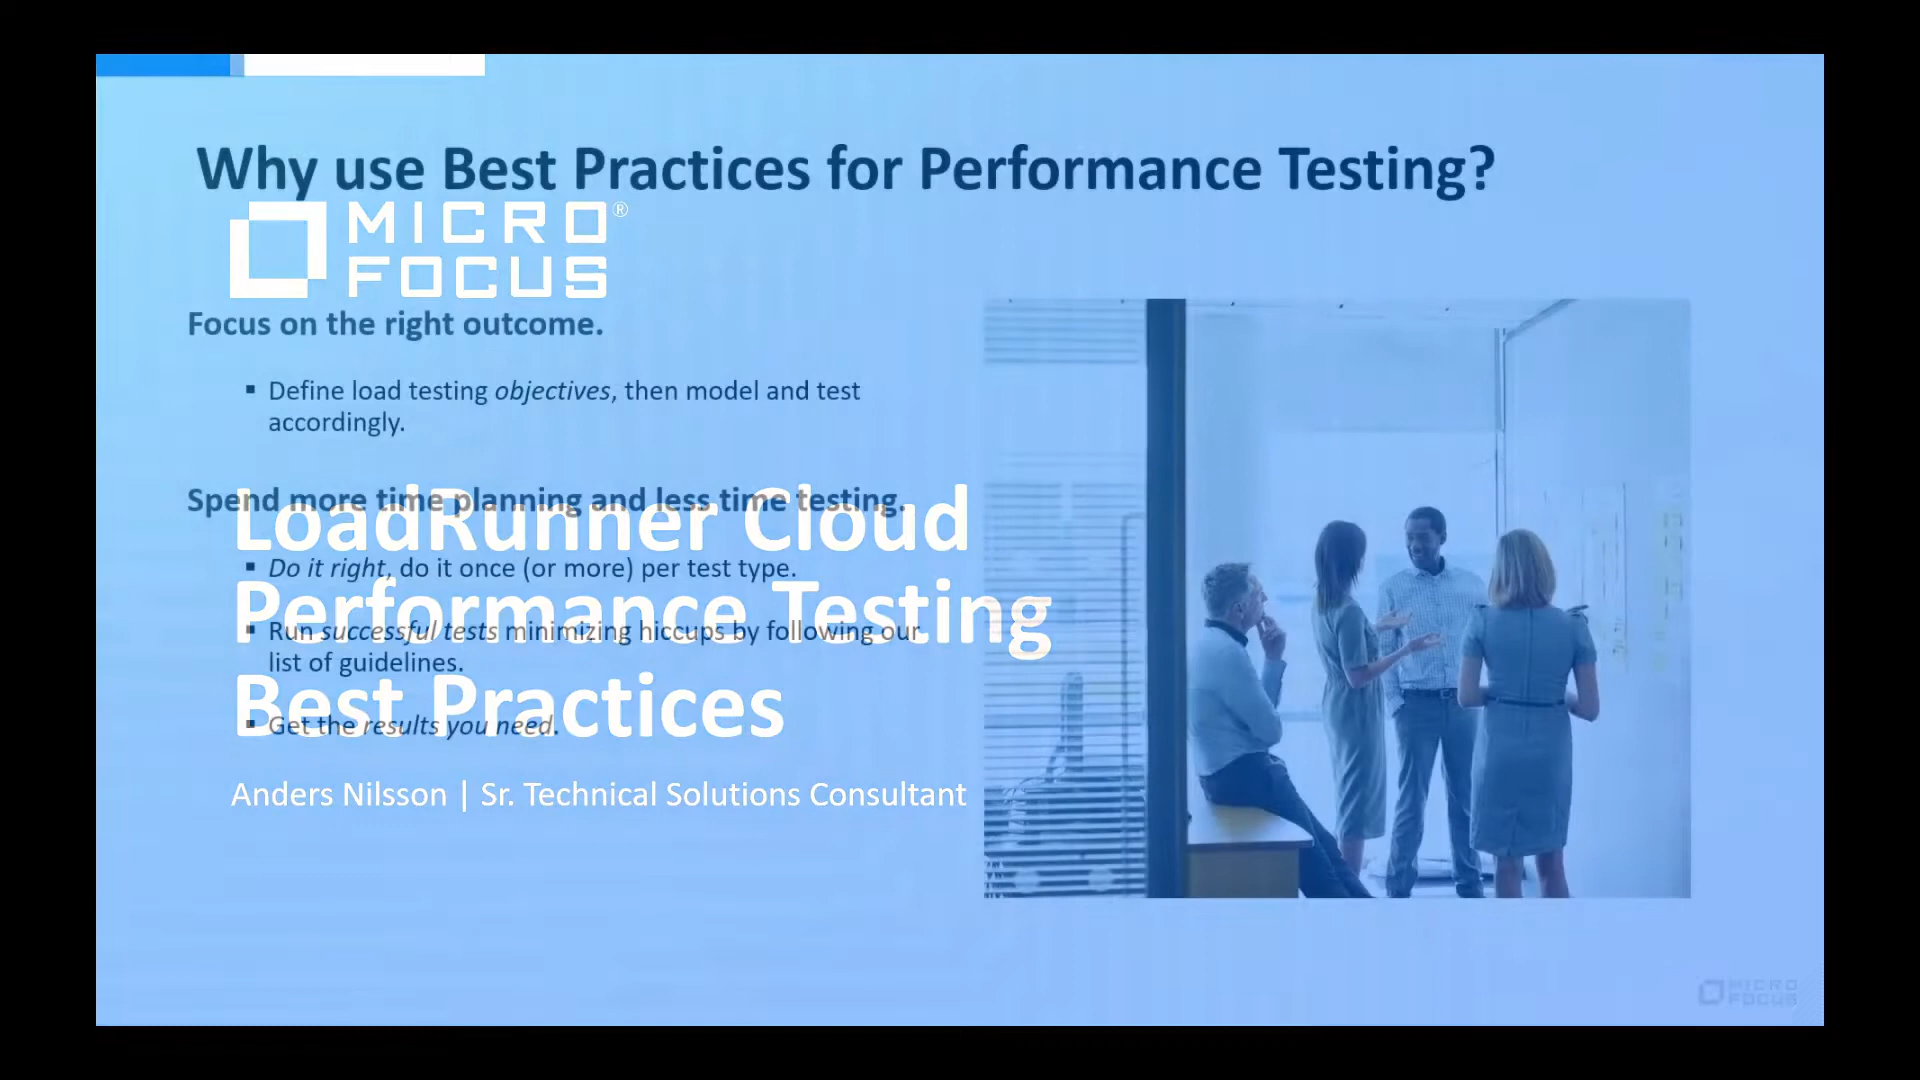 Why use Best Practices for Performance Testing?
MICRO®
FOCUS
Focus on the right outcome.
▪ Define load testing objectives, then model and test
accordingly.
Spend more time planning and less time testing.
LoadRunner Cloud
▪ Do it right, do it once (or more) per test type.
Performance Testing
▪ Run successful tests minimizing hiccups by following our
list of guidelines.
Best Practices
▪ Get the results you need.
Anders Nilsson | Sr. Technical Solutions Consultant
MICRO
FOCUS